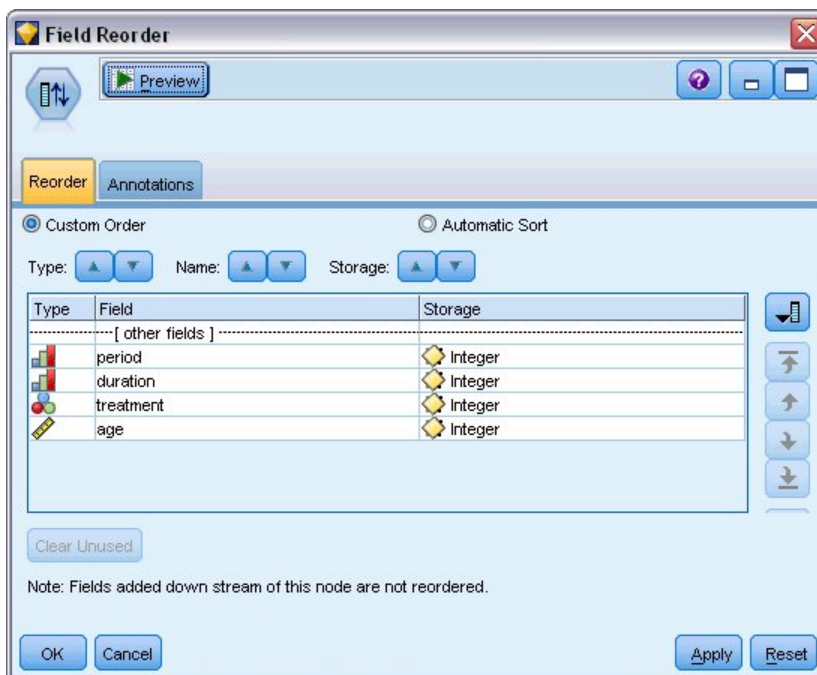 Field Reorder
Preview
Reorder Annotations
Custom Order Automatic Sort
Type: Name: Storage:
Type Field Storage
[ other fields ]
period Integer
duration Integer
treatment Integer
age Integer
Clear Unused
Note: Fields added down stream of this node are not reordered.
OK Cancel Apply Reset